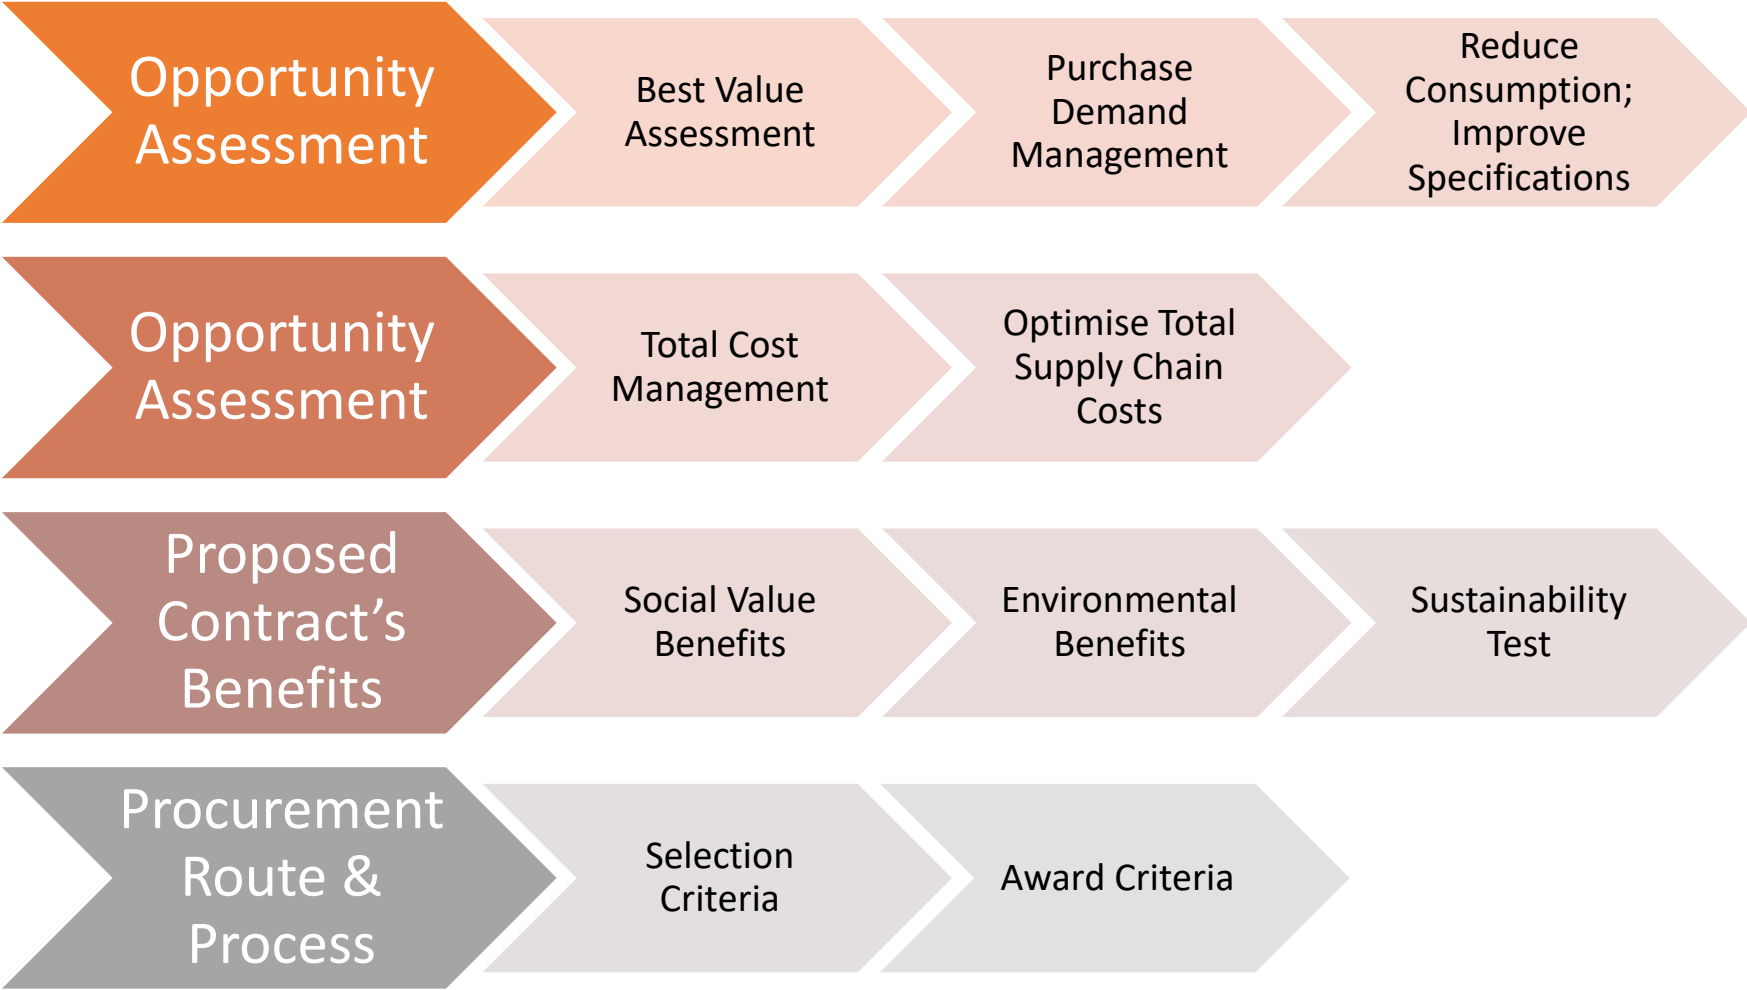 Opportunity
Assessment
Best Value
Assessment
Purchase
Demand
Management
Reduce
Consumption;
Improve
Specifications
Opportunity
Assessment
Total Cost
Management
Optimise Total
Supply Chain
Costs
Proposed
Contract’s
Benefits
Social Value
Benefits
Environmental
Benefits
Sustainability
Test
Procurement
Route &
Process
Selection
Criteria
Award Criteria